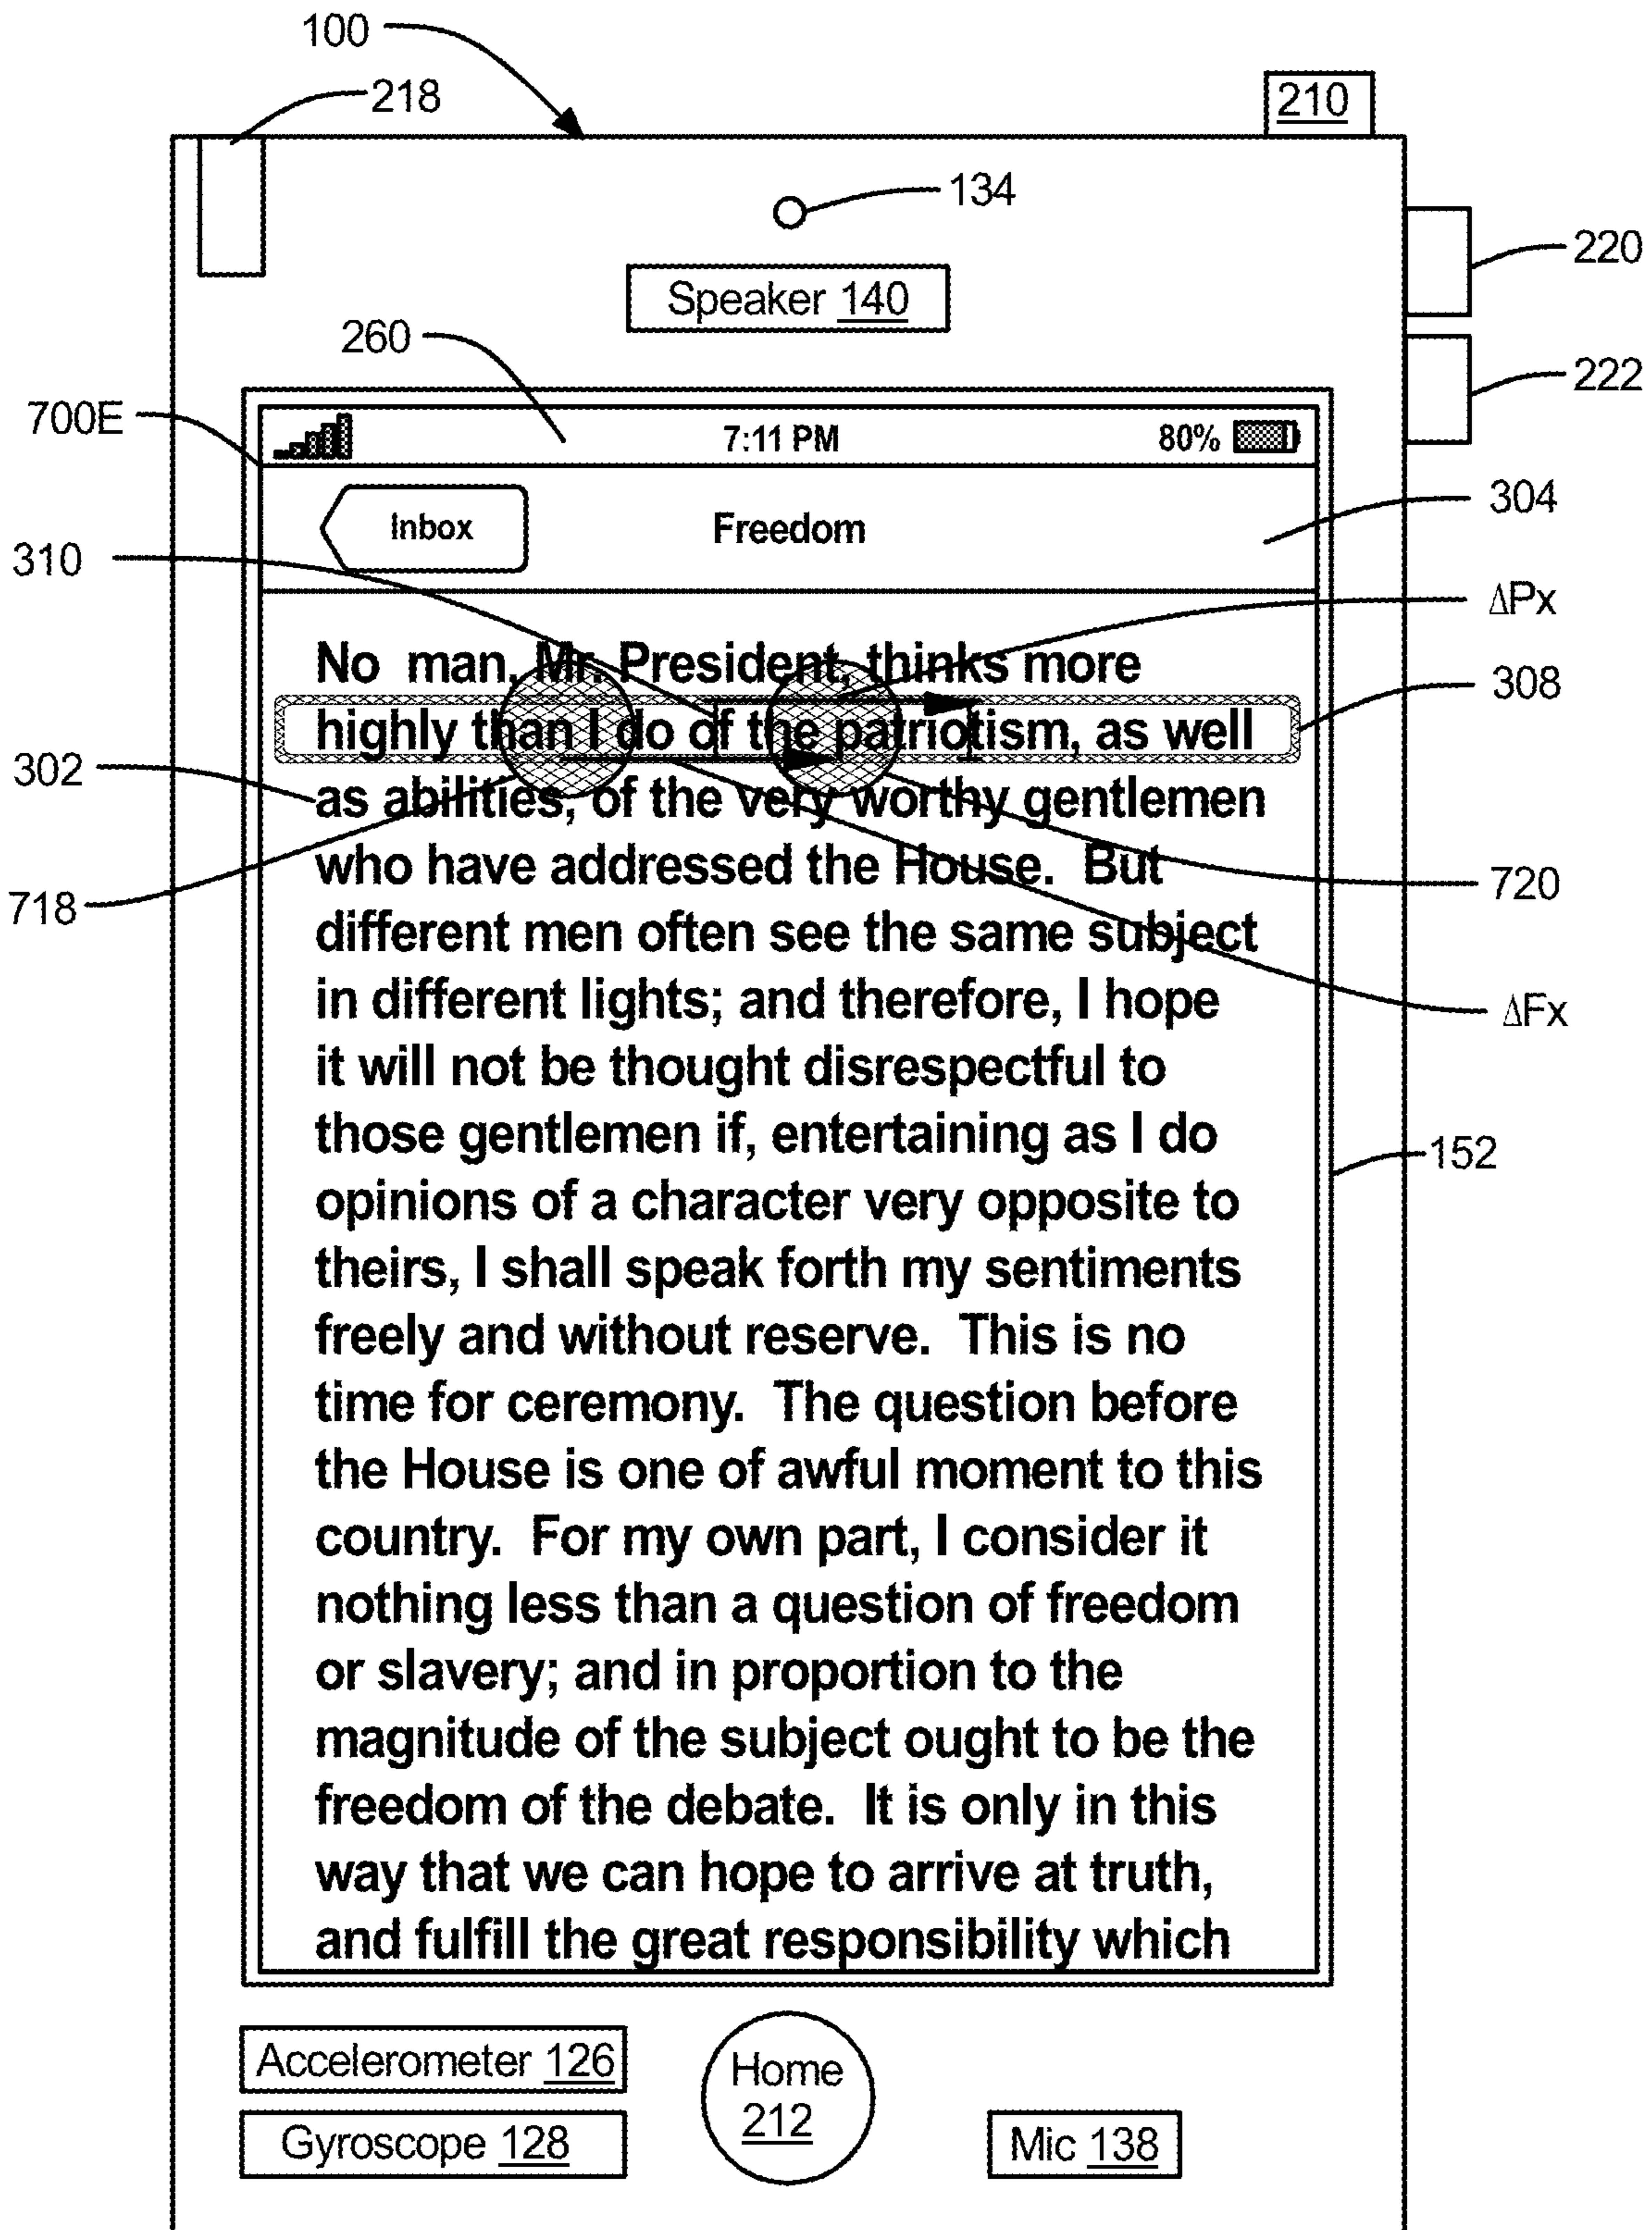 100
218
210
134
220
Speaker 140
260
222
700E
7:11 PM 80%
304
Inbox Freedom
310
ΔPx
No man, Mr. President, thinks more
308
highly than I do of the patriotism, as well
302
as abilities, of the very worthy gentlemen
who have addressed the House. But
720
718
different men often see the same subject
in different lights; and therefore, I hope
ΔFx
it will not be thought disrespectful to
those gentlemen if, entertaining as I do
152
opinions of a character very opposite to
theirs, I shall speak forth my sentiments
freely and without reserve. This is no
time for ceremony. The question before
the House is one of awful moment to this
country. For my own part, I consider it
nothing less than a question of freedom
or slavery; and in proportion to the
magnitude of the subject ought to be the
freedom of the debate. It is only in this
way that we can hope to arrive at truth,
and fulfill the great responsibility which
Accelerometer 126
Home
212
Gyroscope 128
Mic 138